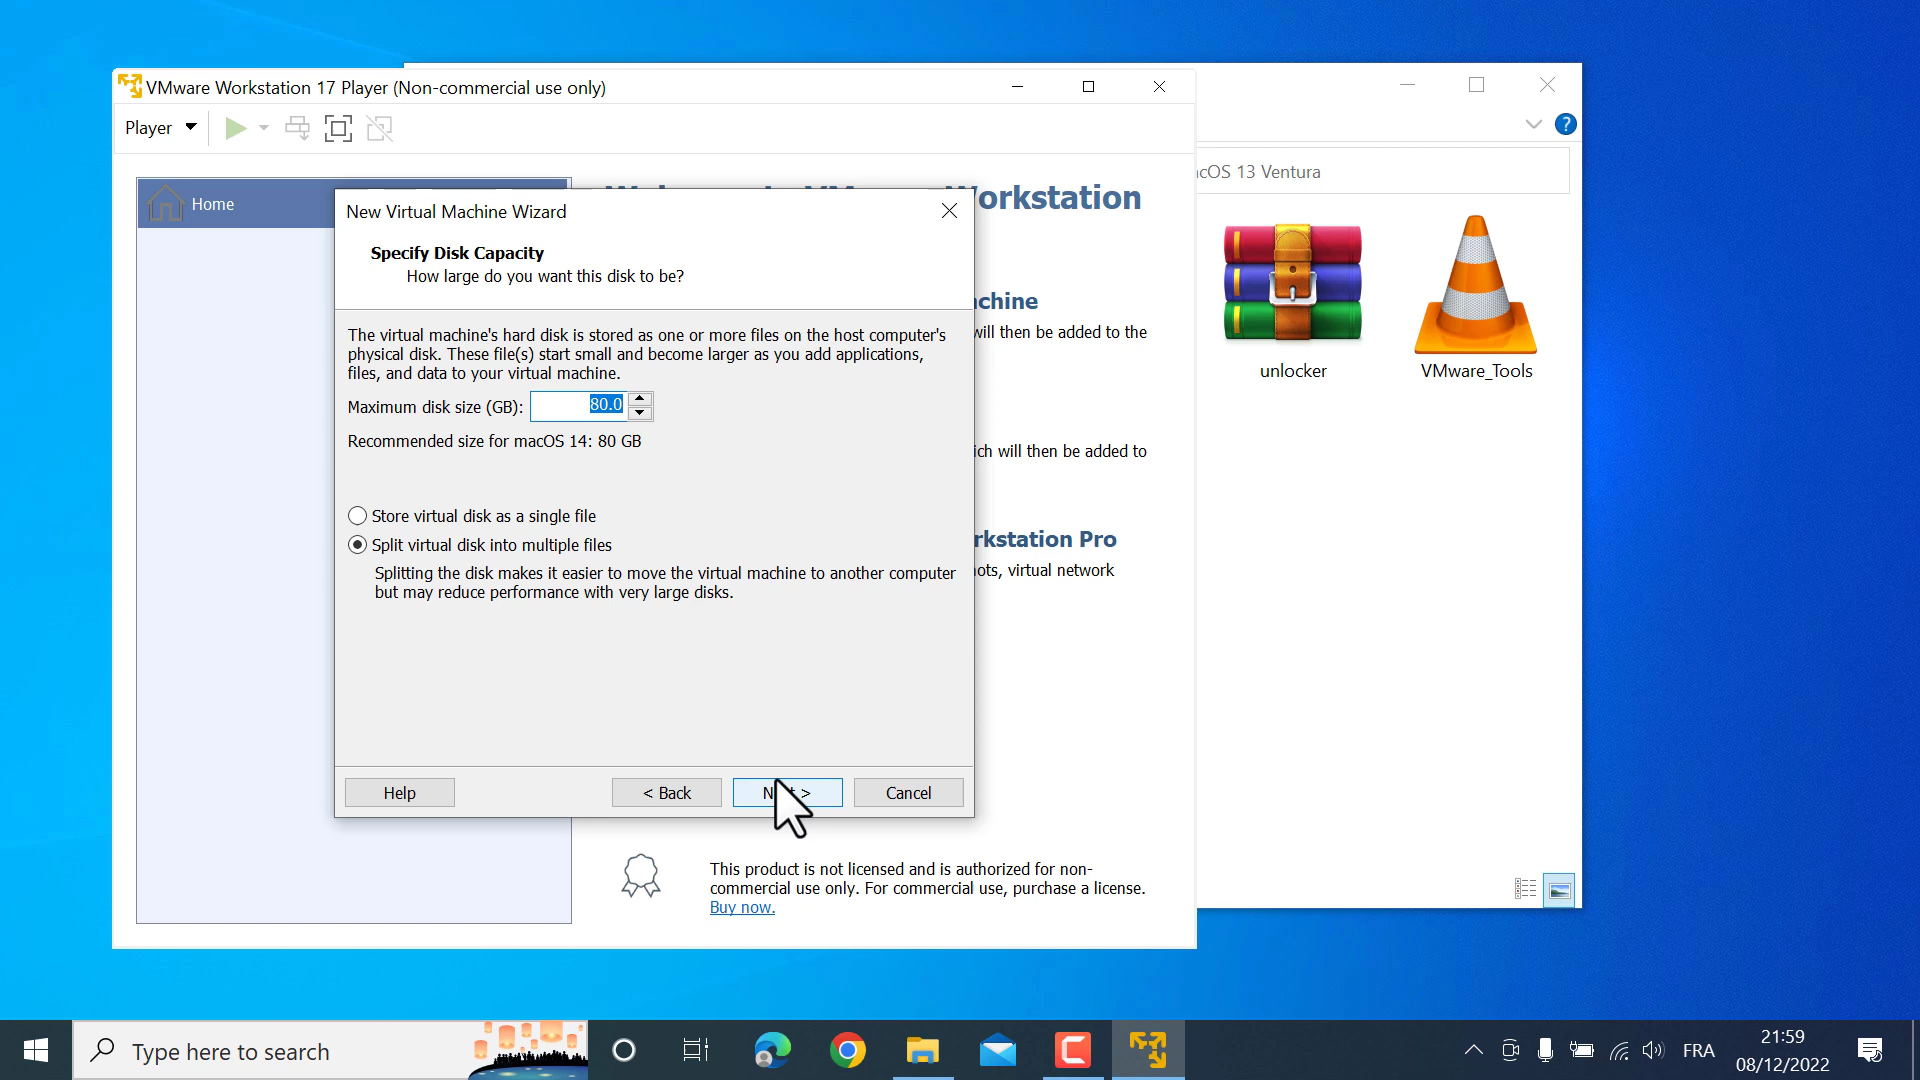 VMware Workstation 17 Player (Non-commercial use only)
Player
Home
orkstation
achine
will then be added to the
ich will then be added to
rkstation Pro
ots, virtual network
New Virtual Machine Wizard
Specify Disk Capacity
How large do you want this disk to be?
The virtual machine's hard disk is stored as one or more files on the host computer's
physical disk. These file(s) start small and become larger as you add applications,
files, and data to your virtual machine.
Maximum disk size (GB): 80.0
Recommended size for macOS 14: 80 GB
Store virtual disk as a single file
Split virtual disk into multiple files
Splitting the disk makes it easier to move the virtual machine to another computer
but may reduce performance with very large disks.
Help
< Back
>
Cancel
This product is not licensed and is authorized for non-
commercial use only. For commercial use, purchase a license.
Buy now.
?
cOS 13 Ventura
unlocker
VMware_Tools
Type here to search
FRA
21:59
08/12/2022